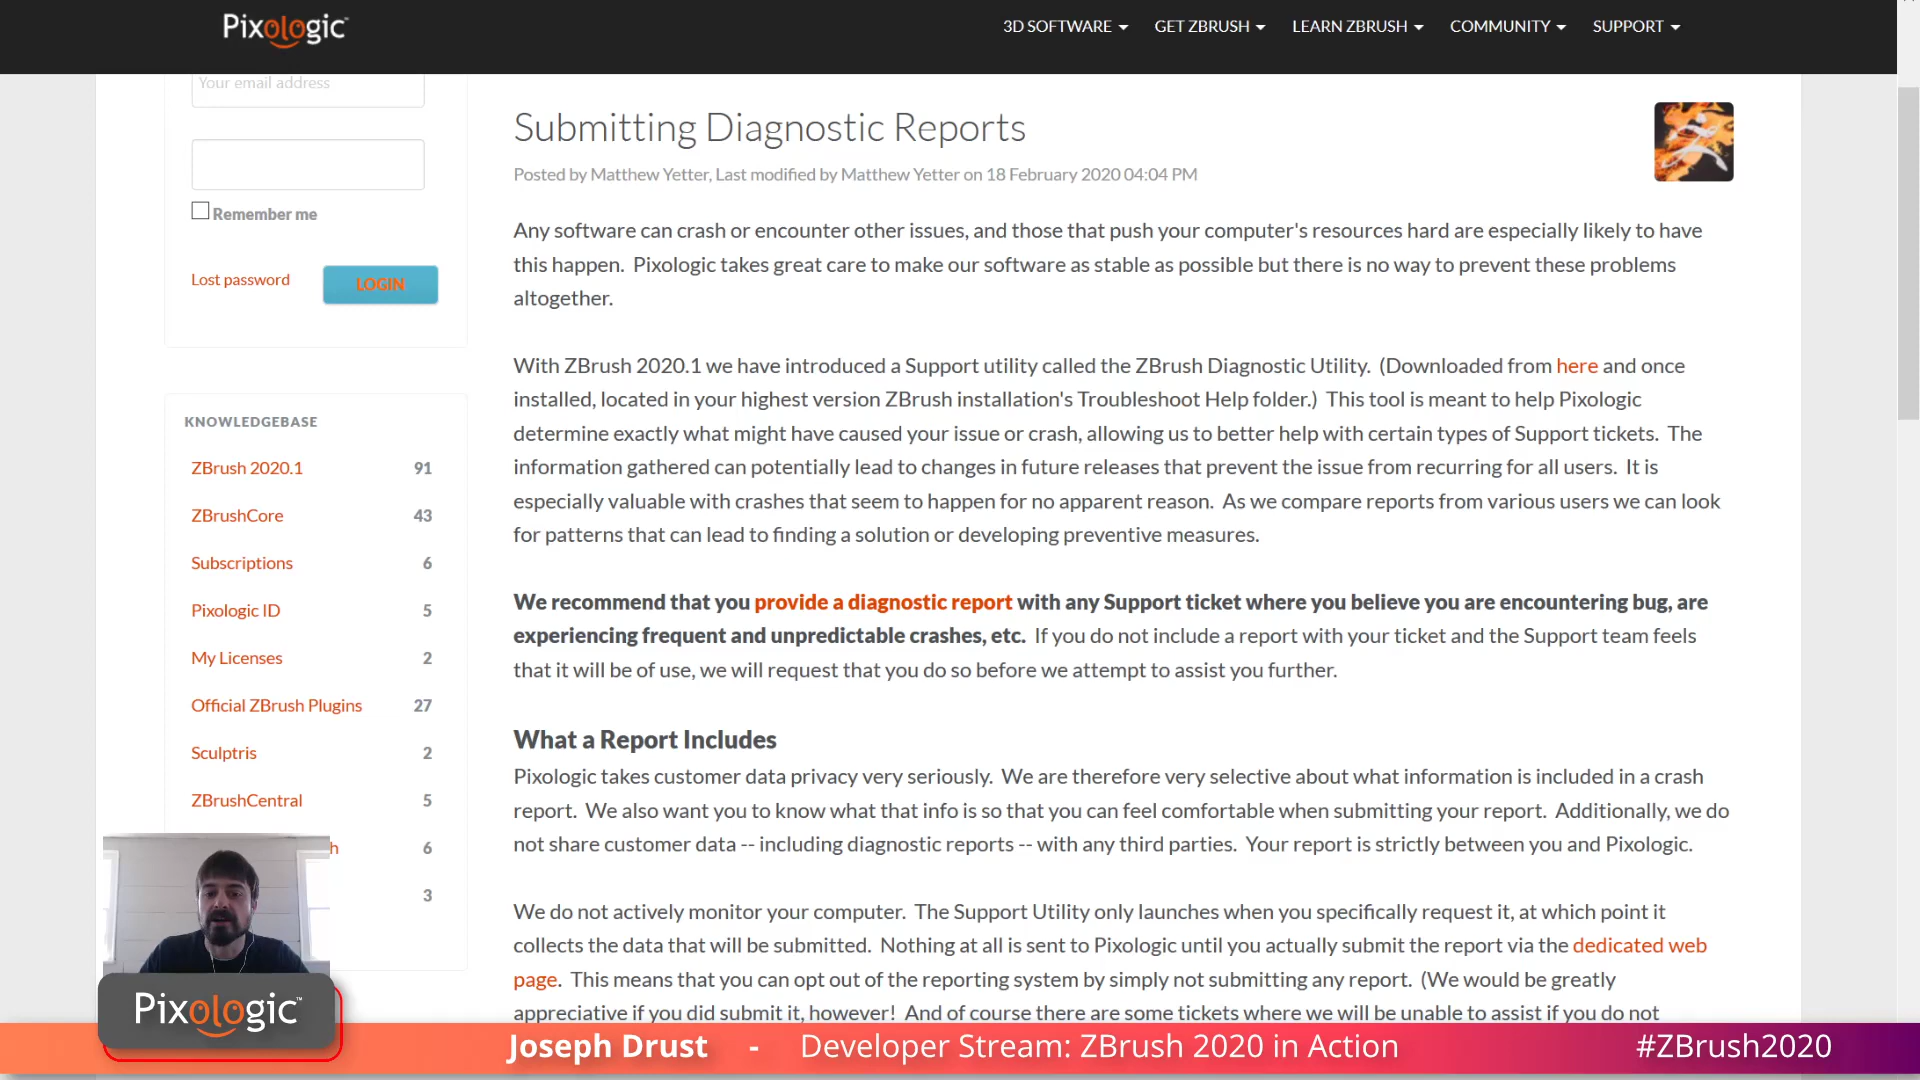 Pixologic™
3D SOFTWARE
GET ZBRUSH
LEARN ZBRUSH
COMMUNITY
SUPPORT
Your email address
Remember me
Lost password
LOGIN
KNOWLEDGEBASE
ZBrush 2020.1 91
ZBrushCore 43
Subscriptions 6
Pixologic ID 5
My Licenses 2
Official ZBrush Plugins 27
Sculptris 2
ZBrushCentral 5
h 6
3
Submitting Diagnostic Reports
Posted by Matthew Yetter, Last modified by Matthew Yetter on 18 February 2020 04:04 PM
Any software can crash or encounter other issues, and those that push your computer's resources hard are especially likely to have
this happen. Pixologic takes great care to make our software as stable as possible but there is no way to prevent these problems
altogether.
With ZBrush 2020.1 we have introduced a Support utility called the ZBrush Diagnostic Utility. (Downloaded from here and once
installed, located in your highest version ZBrush installation's Troubleshoot Help folder.) This tool is meant to help Pixologic
determine exactly what might have caused your issue or crash, allowing us to better help with certain types of Support tickets. The
information gathered can potentially lead to changes in future releases that prevent the issue from recurring for all users. It is
especially valuable with crashes that seem to happen for no apparent reason. As we compare reports from various users we can look
for patterns that can lead to finding a solution or developing preventive measures.
We recommend that you provide a diagnostic report with any Support ticket where you believe you are encountering bug, are
experiencing frequent and unpredictable crashes, etc. If you do not include a report with your ticket and the Support team feels
that it will be of use, we will request that you do so before we attempt to assist you further.
What a Report Includes
Pixologic takes customer data privacy very seriously. We are therefore very selective about what information is included in a crash
report. We also want you to know what that info is so that you can feel comfortable when submitting your report. Additionally, we do
not share customer data -- including diagnostic reports -- with any third parties. Your report is strictly between you and Pixologic.
We do not actively monitor your computer. The Support Utility only launches when you specifically request it, at which point it
collects the data that will be submitted. Nothing at all is sent to Pixologic until you actually submit the report via the dedicated web
page. This means that you can opt out of the reporting system by simply not submitting any report. (We would be greatly
appreciative if you did submit it, however! And of course there are some tickets where we will be unable to assist if you do not
Pixologic™
Joseph Drust - Developer Stream: ZBrush 2020 in Action
#ZBrush2020